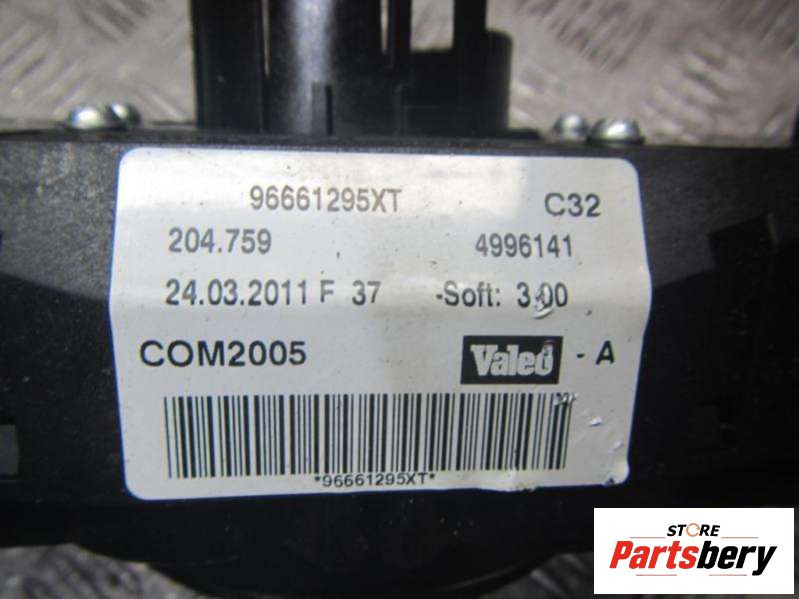 96661295XT C32
204.759 4996141
24.03.2011 F 37 -Soft: 3.00
COM2005 Valeo - A
*96661295XT*
STORE
Partsbery